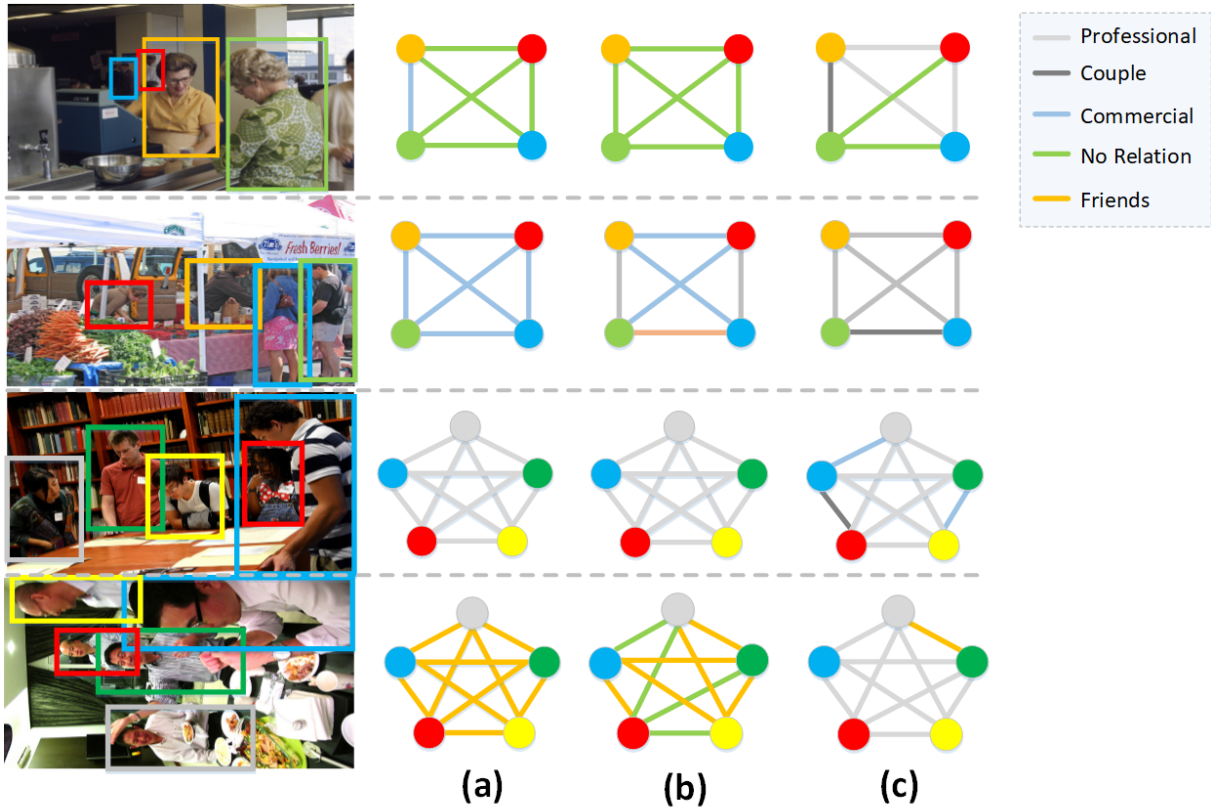 Professional
Couple
Commercial
No Relation
Friends
Fresh Berries!
(a)
(b)
(c)